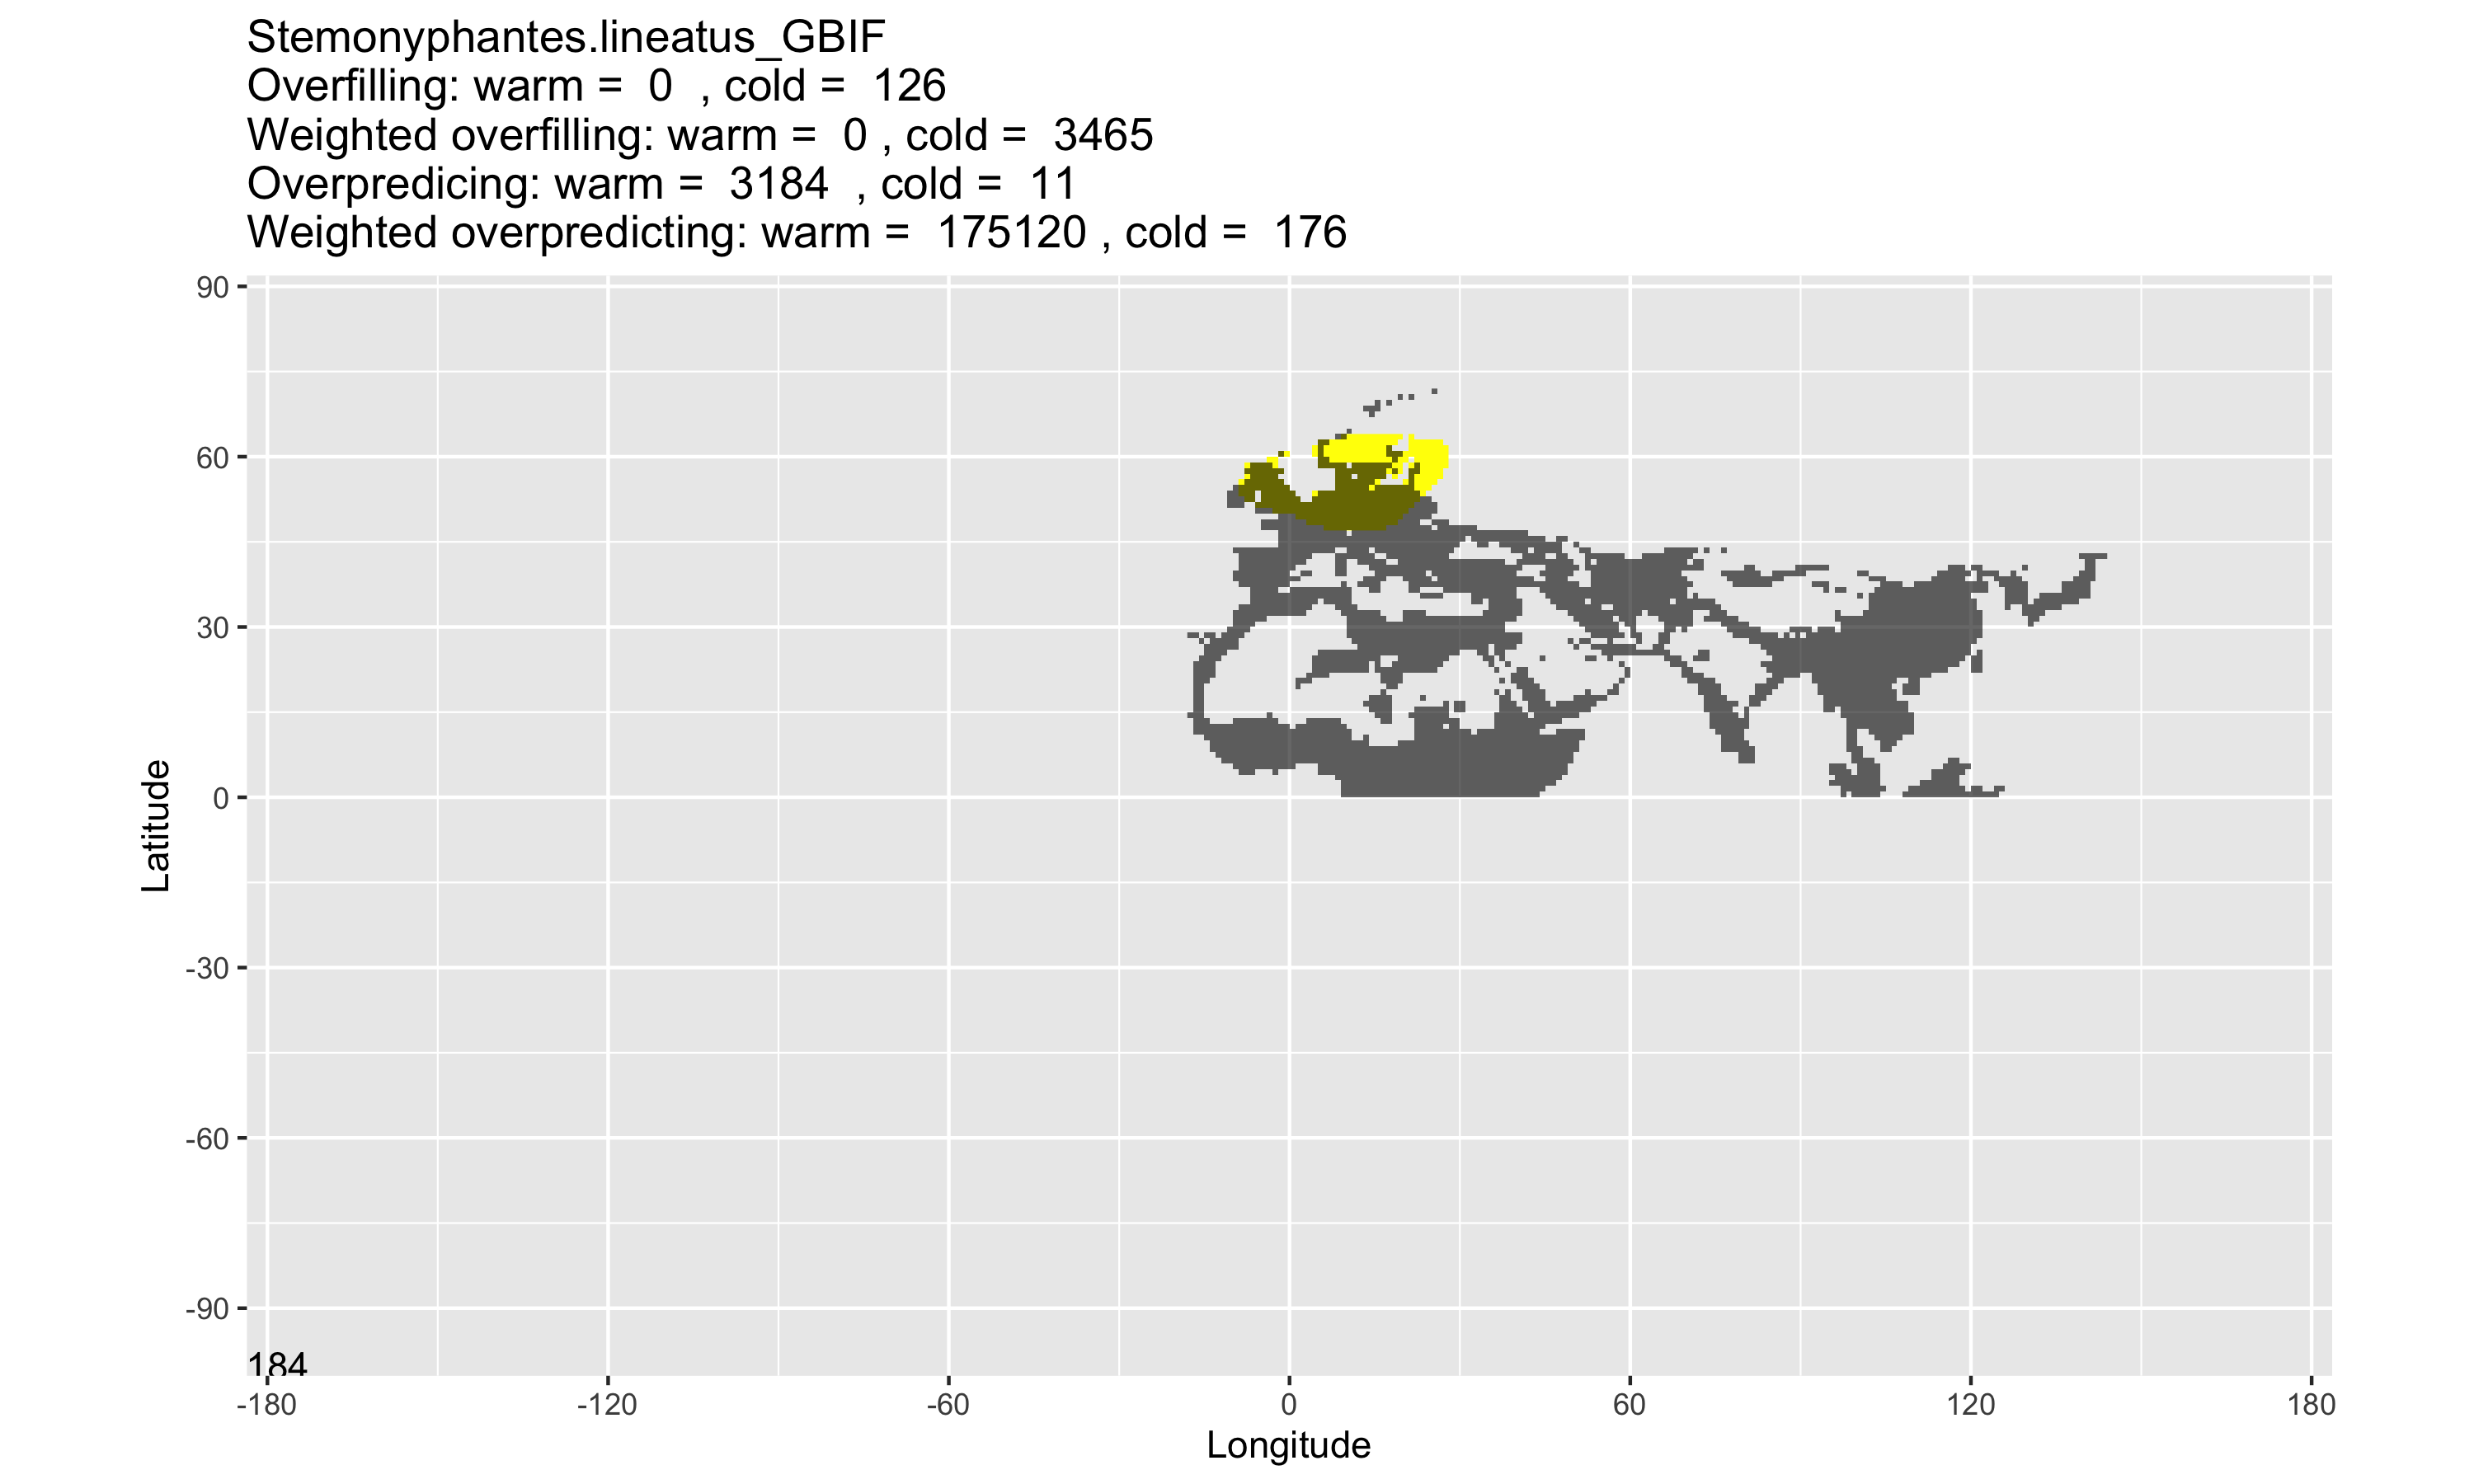 Stemonyphantes.lineatus_GBIF
Overfilling: warm =  0  , cold =  126
Weighted overfilling: warm =  0 , cold =  3465
Overpredicing: warm =  3184  , cold =  11
Weighted overpredicting: warm =  175120 , cold =  176
90
60
30
0
-30
-60
-90
Latitude
184
-180 -120 -60 0 60 120 180
Longitude